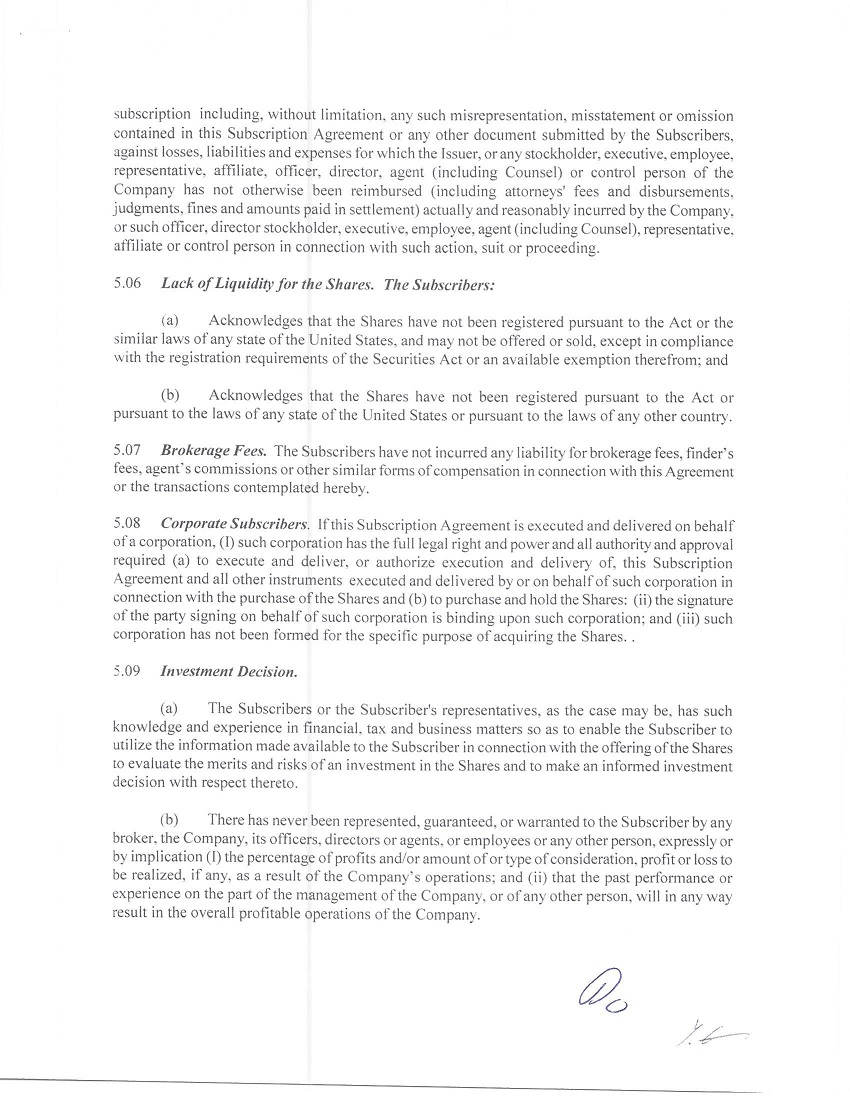 subscription including, without limitation, any such misrepresentation, misstatement or omission
contained in this Subscription Agreement or any other document submitted by the Subscribers,
against losses, liabilities and expenses for which the Issuer, or any stockholder, executive, employee,
representative, affiliate, officer, director, agent (including Counsel) or control person of the
Company has not otherwise been reimbursed (including attorneys' fees and disbursements,
judgments, fines and amounts paid in settlement) actually and reasonably incurred by the Company,
or such officer, director stockholder, executive, employee, agent (including Counsel), representative,
affiliate or control person in connection with such action, suit or proceeding.
5.06 Lack of Liquidity for the Shares. The Subscribers:
(a) Acknowledges that the Shares have not been registered pursuant to the Act or the
similar laws of any state of the United States, and may not be offered or sold, except in compliance
with the registration requirements of the Securities Act or an available exemption therefrom; and
(b) Acknowledges that the Shares have not been registered pursuant to the Act or
pursuant to the laws of any state of the United States or pursuant to the laws of any other country.
5.07 Brokerage Fees. The Subscribers have not incurred any liability for brokerage fees, finder's
fees, agent's commissions or other similar forms of compensation in connection with this Agreement
or the transactions contemplated hereby.
5.08 Corporate Subscribers. If this Subscription Agreement is executed and delivered on behalf
of a corporation, (I) such corporation has the full legal right and power and all authority and approval
required (a) to execute and deliver, or authorize execution and delivery of, this Subscription
Agreement and all other instruments executed and delivered by or on behalf of such corporation in
connection with the purchase of the Shares and (b) to purchase and hold the Shares: (ii) the signature
of the party signing on behalf of such corporation is binding upon such corporation; and (iii) such
corporation has not been formed for the specific purpose of acquiring the Shares. .
5.09 Investment Decision.
(a) The Subscribers or the Subscriber's representatives, as the case may be, has such
knowledge and experience in financial, tax and business matters so as to enable the Subscriber to
utilize the information made available to the Subscriber in connection with the offering of the Shares
to evaluate the merits and risks of an investment in the Shares and to make an informed investment
decision with respect thereto.
(b) There has never been represented, guaranteed, or warranted to the Subscriber by any
broker, the Company, its officers, directors or agents, or employees or any other person, expressly or
by implication (I) the percentage of profits and/or amount of or type of consideration, profit or loss to
be realized, if any, as a result of the Company's operations; and (ii) that the past performance or
experience on the part of the management of the Company, or of any other person, will in any way
result in the overall profitable operations of the Company.